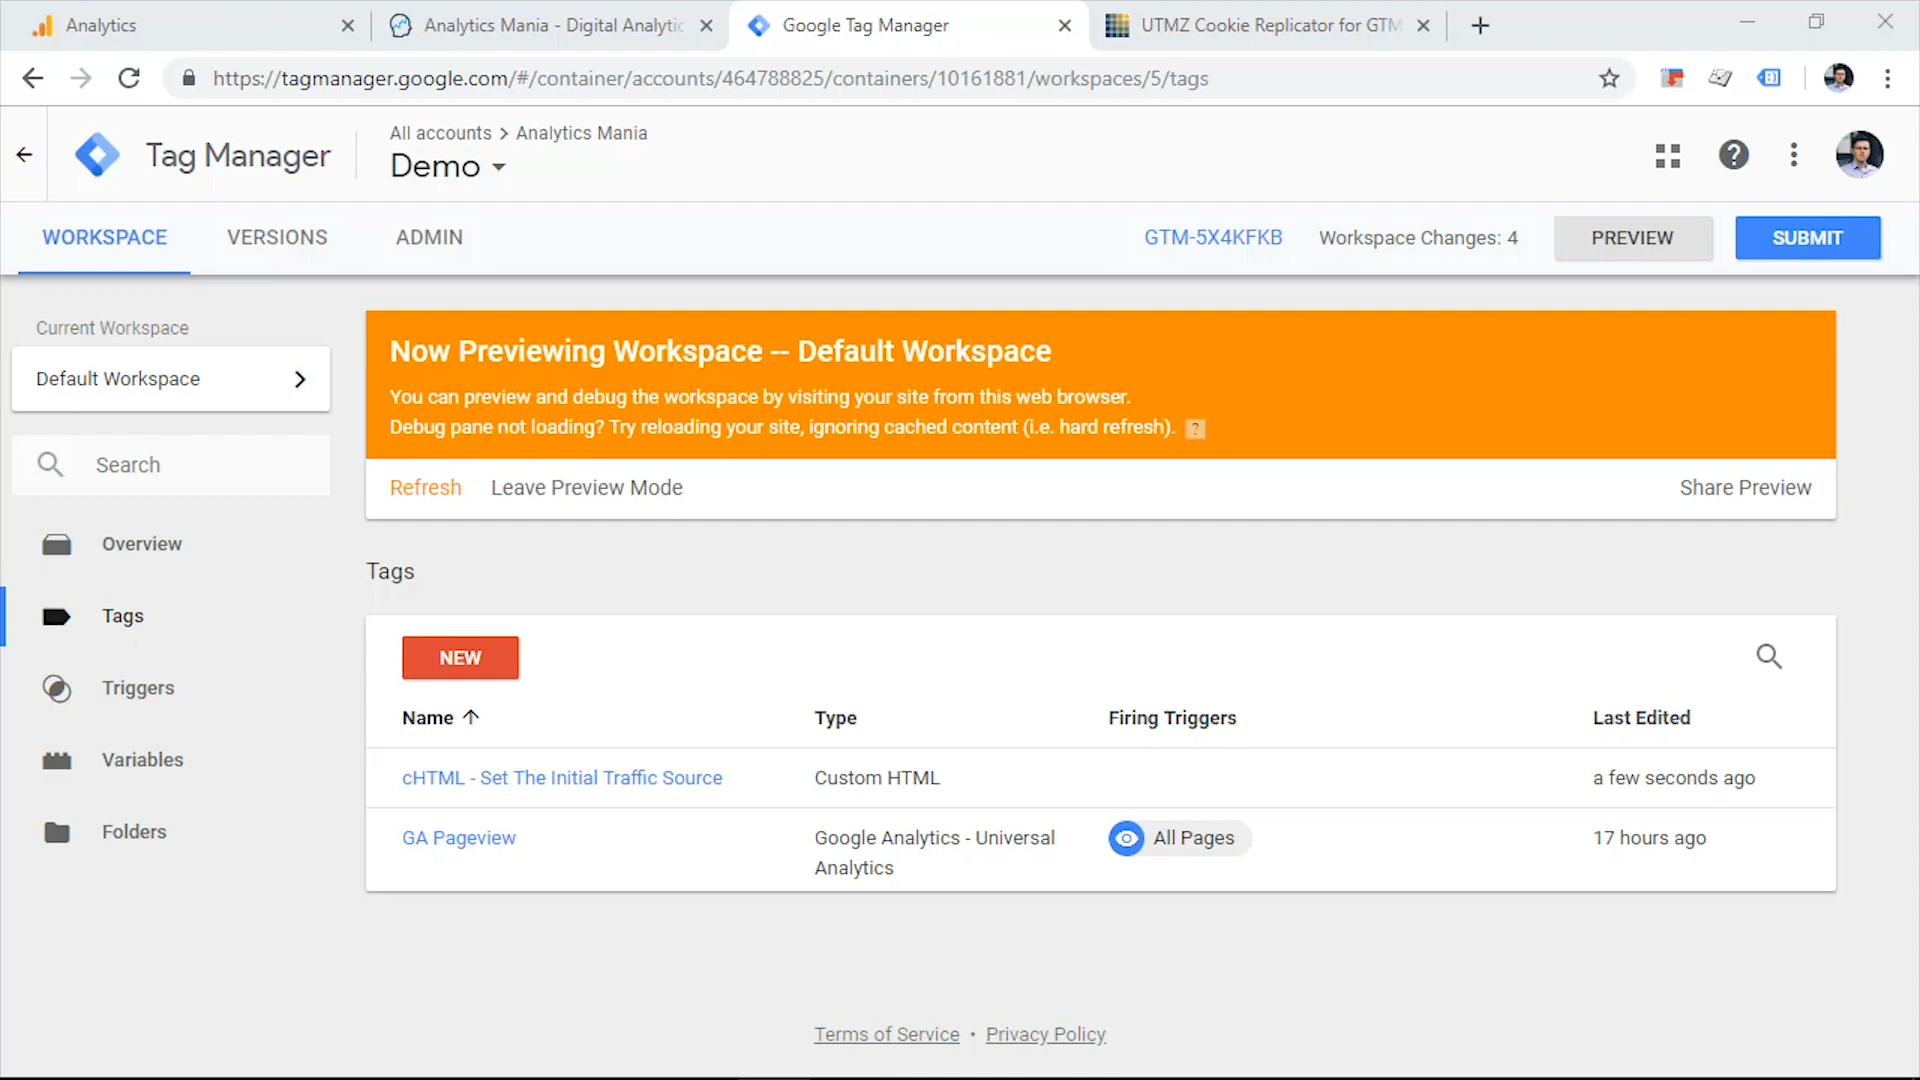 Analytics
Analytics Mania - Digital Analytic
Google Tag Manager
UTMZ Cookie Replicator for GTM
https://tagmanager.google.com/#/container/accounts/464788825/containers/10161881/workspaces/5/tags
Tag Manager
All accounts > Analytics Mania
Demo
WORKSPACE
VERSIONS
ADMIN
GTM-5X4KFKB
Workspace Changes: 4
PREVIEW
SUBMIT
Current Workspace
Default Workspace
Search
Overview
Tags
Triggers
Variables
Folders
Now Previewing Workspace -- Default Workspace
You can preview and debug the workspace by visiting your site from this web browser.
Debug pane not loading? Try reloading your site, ignoring cached content (i.e. hard refresh). ?
Refresh
Leave Preview Mode
Share Preview
Tags
NEW
Name
Type
Firing Triggers
Last Edited
cHTML - Set The Initial Traffic Source
Custom HTML
a few seconds ago
GA Pageview
Google Analytics - Universal
Analytics
All Pages
17 hours ago
Terms of Service • Privacy Policy